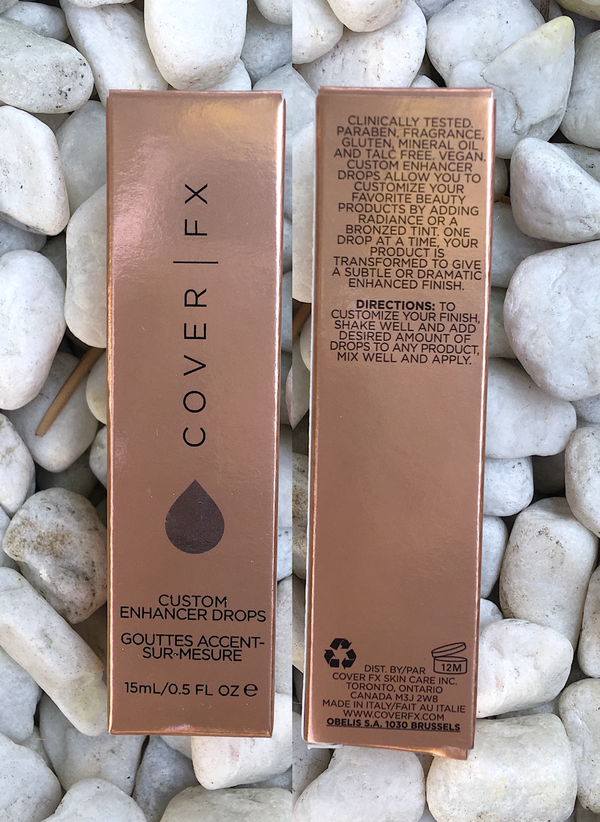 COVER | FX
CUSTOM
ENHANCER DROPS
GOUTTES ACCENT-
SUR-MESURE
15mL/0.5 FL OZ ℮
CLINICALLY TESTED.
PARABEN, FRAGRANCE,
GLUTEN, MINERAL OIL
AND TALC FREE. VEGAN.
CUSTOM ENHANCER
DROPS ALLOW YOU TO
CUSTOMIZE YOUR
FAVORITE BEAUTY
PRODUCTS BY ADDING
RADIANCE OR A
BRONZED TINT. ONE
DROP AT A TIME, YOUR
PRODUCT IS
TRANSFORMED TO GIVE
A SUBTLE OR DRAMATIC
ENHANCED FINISH.
DIRECTIONS: TO
CUSTOMIZE YOUR FINISH,
SHAKE WELL AND ADD
DESIRED AMOUNT OF
DROPS TO ANY PRODUCT,
MIX WELL AND APPLY.
12M
DIST. BY/PAR
COVER FX SKIN CARE INC.
TORONTO, ONTARIO
CANADA M3J 2W8
MADE IN ITALY/FAIT AU ITALIE
WWW.COVERFX.COM
OBELIS S.A. 1030 BRUSSELS